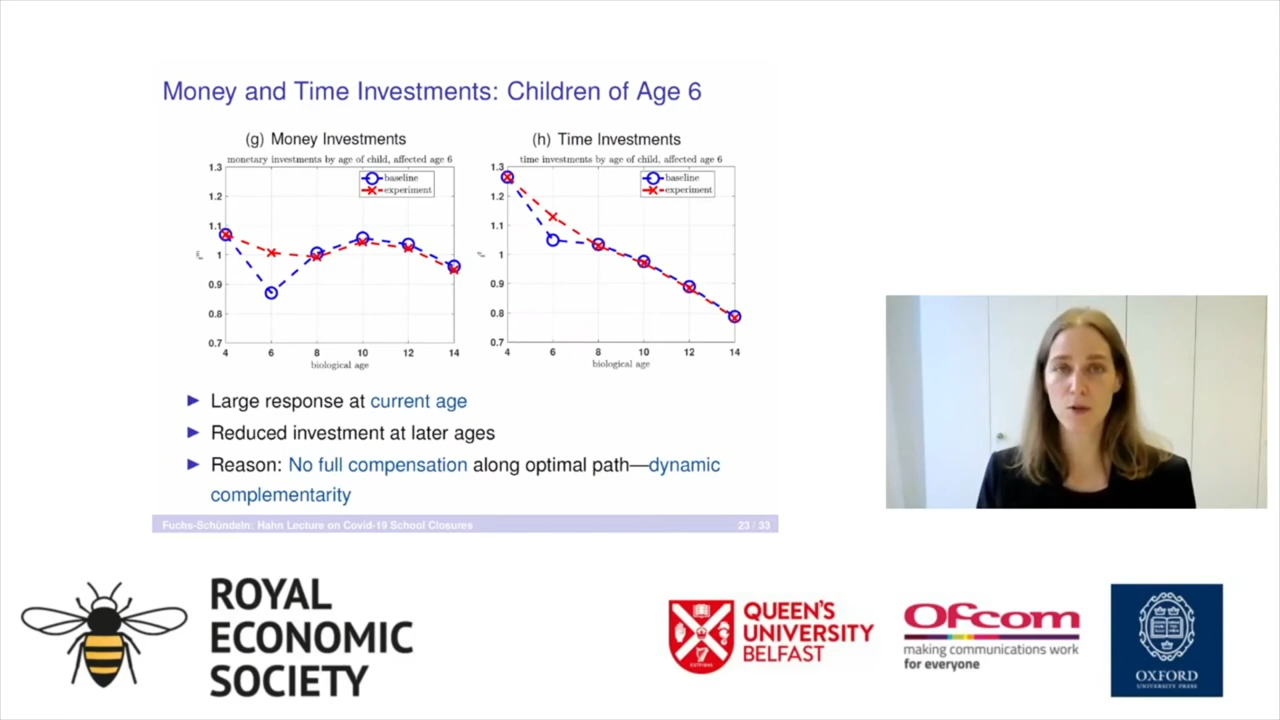 Money and Time Investments: Children of Age 6
(g) Money Investments
monetary investments by age of child, affected age 6
1.3
1.2
1.1
1
0.9
0.8
0.7
baseline
experiment
4 6 8 10 12 14
biological age
(h) Time Investments
time investments by age of child, affected age 6
1.3
1.2
1.1
1
0.9
0.8
0.7
baseline
experiment
4 6 8 10 12 14
biological age
Large response at current age
Reduced investment at later ages
Reason: No full compensation along optimal path—dynamic
complementarity
Fuchs-Schündeln: Hahn Lecture on Covid-19 School Closures 23 / 33
ROYAL
ECONOMIC
SOCIETY
QUEEN'S
UNIVERSITY
BELFAST
Ofcom
making communications work
for everyone
OXFORD
UNIVERSITY PRESS